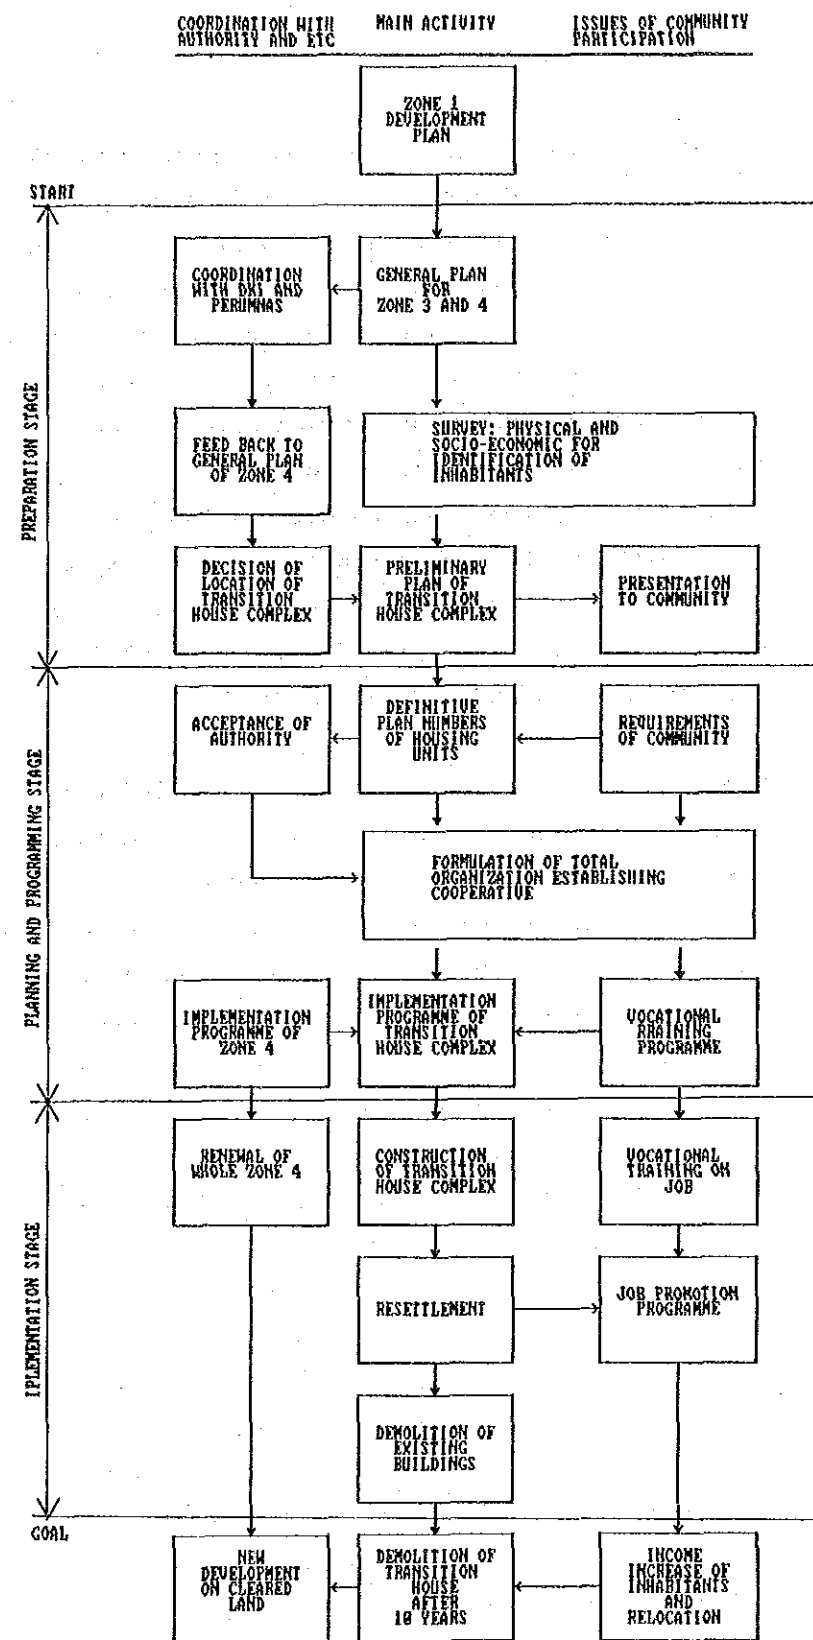 COORDINATION WITH
AUTHORITY AND ETC
MAIN ACTIVITY
ISSUES OF COMMUNITY
PARTICIPATION
ZONE 1
DEVELOPMENT
PLAN
START
PREPARATION STAGE
COORDINATION
WITH DKI AND
PERUMNAS
GENERAL PLAN
FOR
ZONE 3 AND 4
FEED BACK TO
GENERAL PLAN
OF ZONE 4
SURVEY: PHYSICAL AND
SOCIO-ECONOMIC FOR
IDENTIFICATION OF
INHABITANTS
DECISION OF
LOCATION OF
TRANSITION
HOUSE COMPLEX
PRELIMINARY
PLAN OF
TRANSITION
HOUSE COMPLEX
PRESENTATION
TO COMMUNITY
PLANNING AND PROGRAMMING STAGE
ACCEPTANCE OF
AUTHORITY
DEFINITIVE
PLAN NUMBERS
OF HOUSING
UNITS
REQUIREMENTS
OF COMMUNITY
FORMULATION OF TOTAL
ORGANIZATION ESTABLISHING
COOPERATIVE
IMPLEMENTATION
PROGRAMME OF
ZONE 4
IMPLEMENTATION
PROGRAMME OF
TRANSITION
HOUSE COMPLEX
VOCATIONAL
RRAINING
PROGRAMME
IPLEMENTATION STAGE
RENEWAL OF
WHOLE ZONE 4
CONSTRUCTION
OF TRANSITION
HOUSE COMPLEX
VOCATIONAL
TRAINING ON
JOB
RESETTLEMENT
JOB PROMOTION
PROGRAMME
DEMOLITION OF
EXISTING
BUILDINGS
GOAL
NEW
DEVELOPMENT
ON CLEARED
LAND
DEMOLITION OF
TRANSITION
HOUSE
AFTER
10 YEARS
INCOME
INCREASE OF
INHABITANTS
AND
RELOCATION